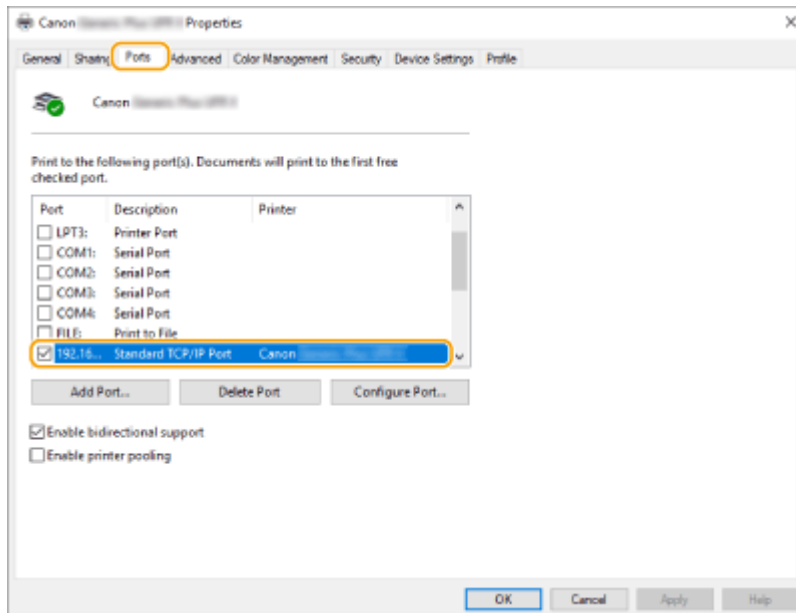 Canon Properties
General Sharing Ports Advanced Color Management Security Device Settings Profile
Canon
Print to the following port(s). Documents will print to the first free
checked port.
Port Description Printer
LPT3: Printer Port
COM1: Serial Port
COM2: Serial Port
COM3: Serial Port
COM4: Serial Port
FILE: Print to File
192.16... Standard TCP/IP Port Canon
Add Port... Delete Port Configure Port...
Enable bidirectional support
Enable printer pooling
OK Cancel Apply Help